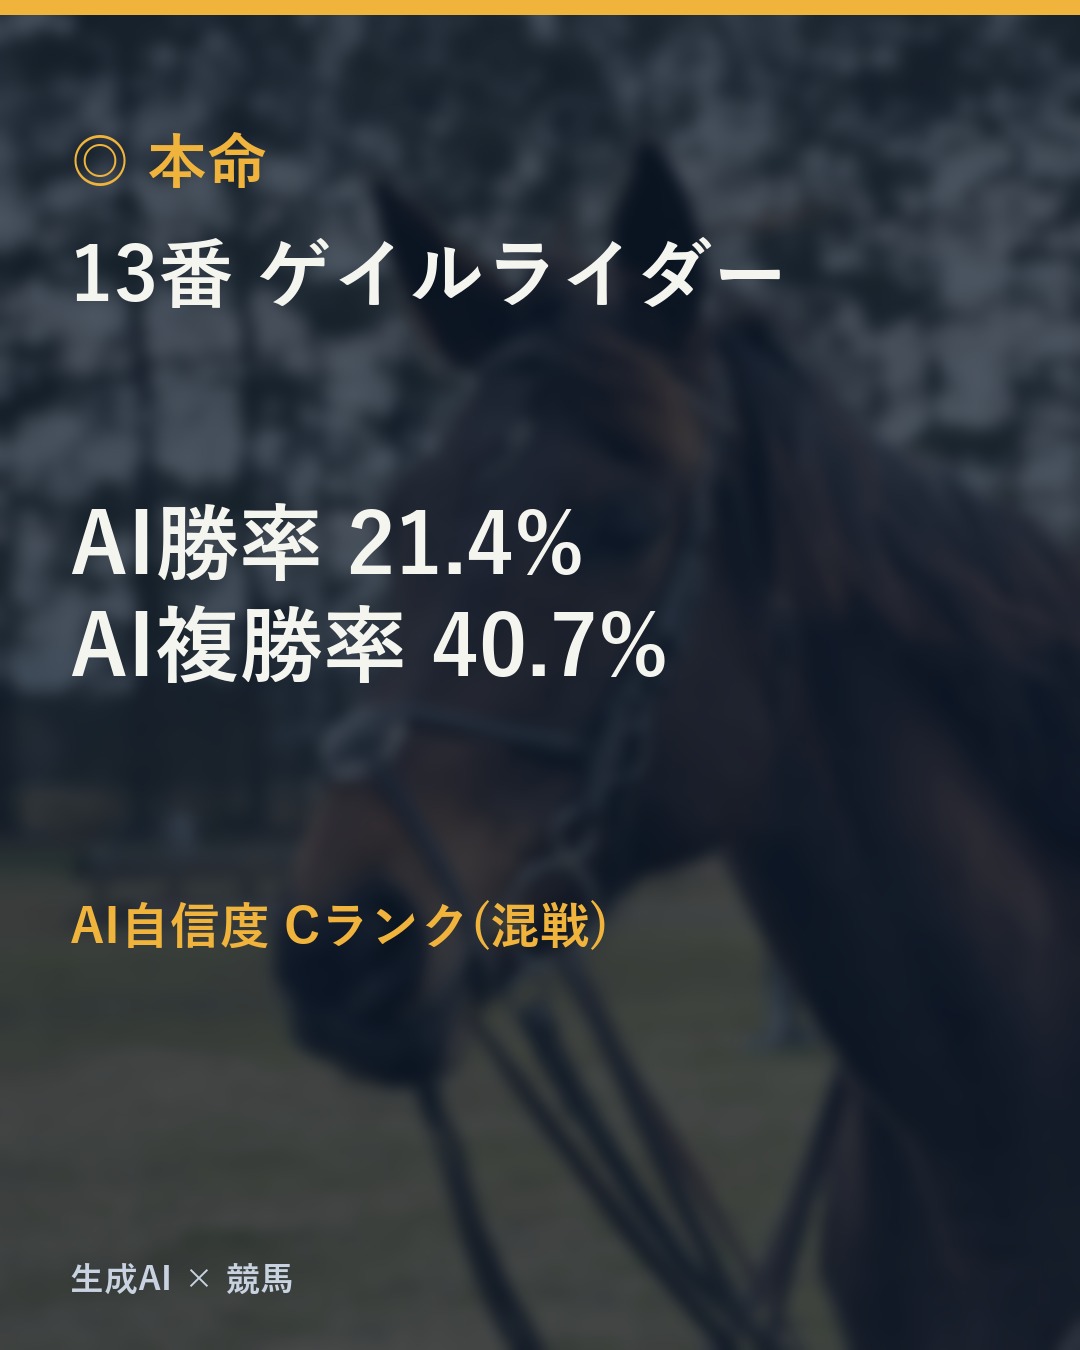 ◎ 本命
13番 ゲイルライダー
AI勝率 21.4%
AI複勝率 40.7%
AI自信度 Cランク(混戦)
生成AI × 競馬